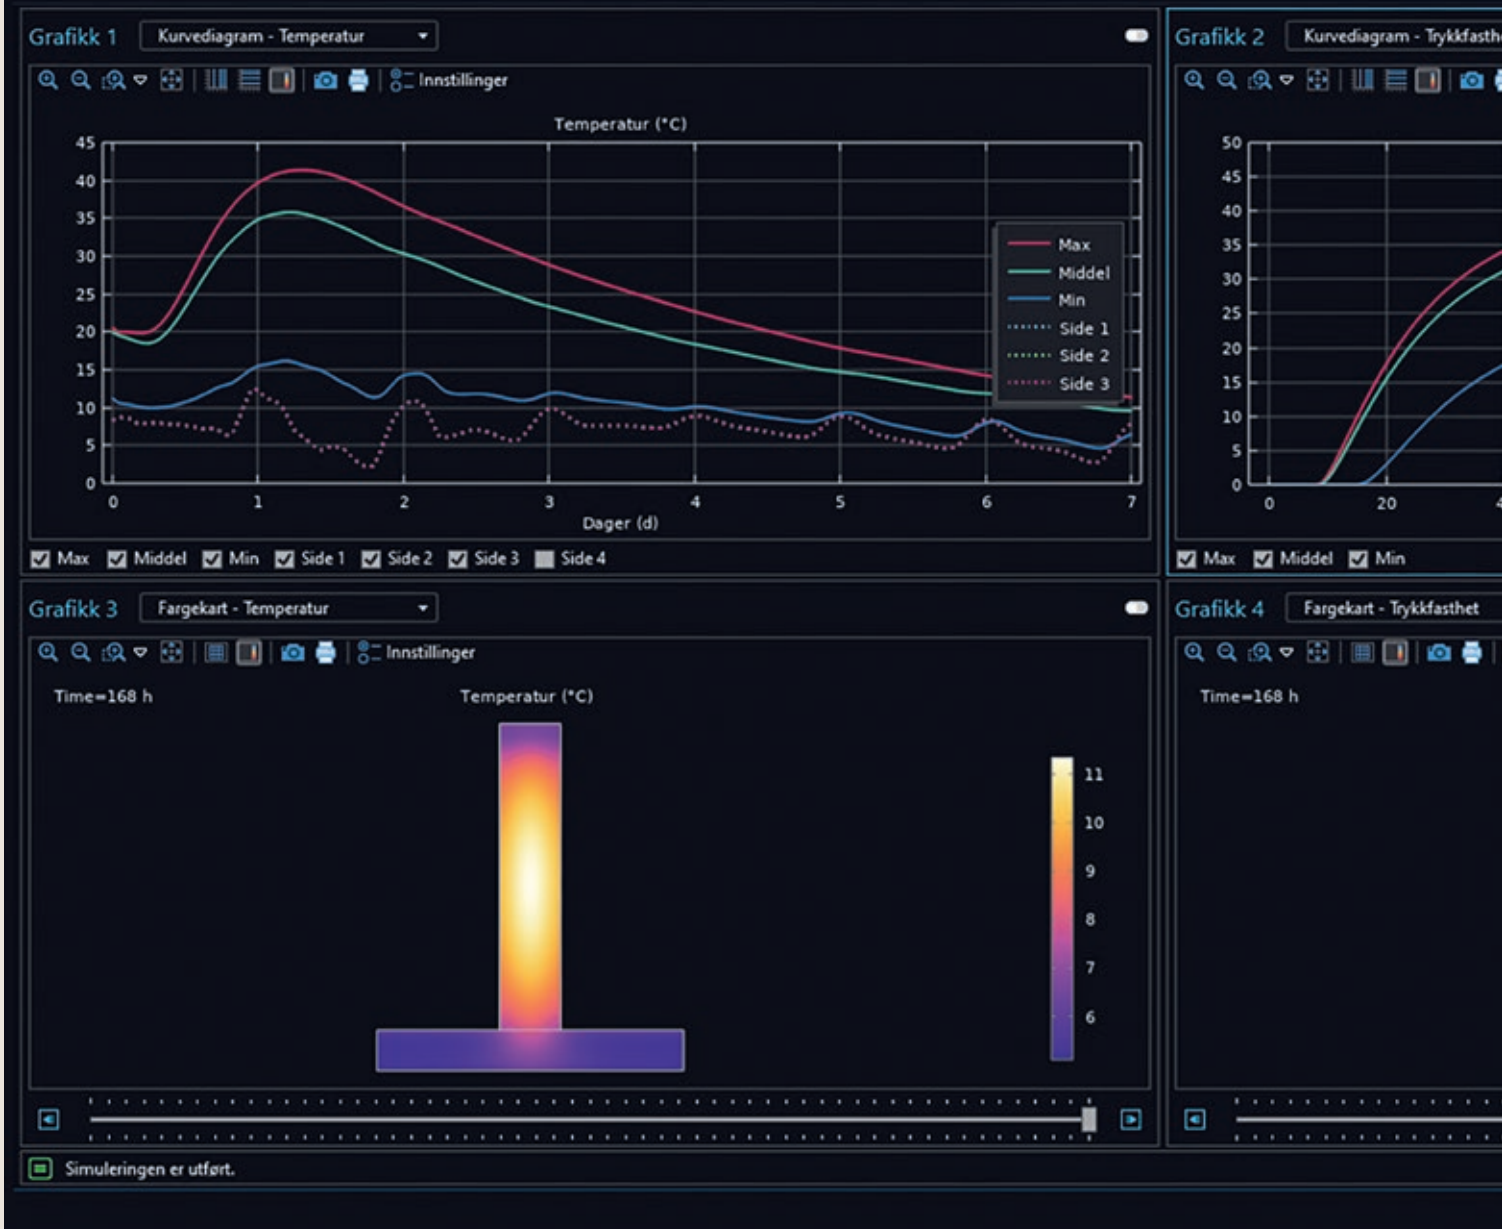 Grafikk 1 Kurvediagram - Temperatur
Innstillinger
Temperatur (°C)
45
40
35
30
25
20
15
10
5
0
0 1 2 3 4 5 6 7
Dager (d)
Max
Middel
Min
Side 1
Side 2
Side 3
Max Middel Min Side 1 Side 2 Side 3 Side 4
Grafikk 2 Kurvediagram - Trykkfasthe
50
45
40
35
30
25
20
15
10
5
0
0 20 4
Max Middel Min
Grafikk 3 Fargekart - Temperatur
Innstillinger
Time=168 h Temperatur (°C)
11
10
9
8
7
6
Grafikk 4 Fargekart - Trykkfasthet
Time=168 h
Simuleringen er utført.